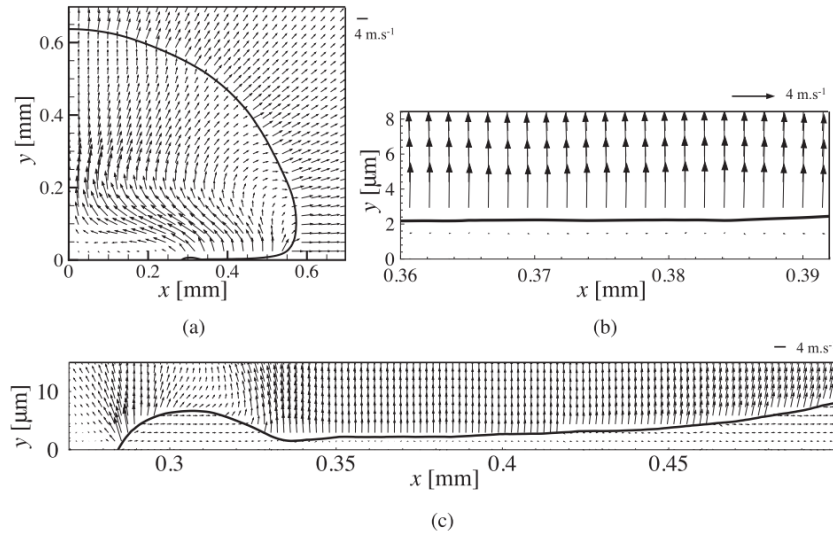 0.6
0.4
0.2
0
y [mm]
0 0.2 0.4 0.6
x [mm]
4 m.s-1
(a)
4 m.s-1
8
6
4
2
0
y [µm]
0.36 0.37 0.38 0.39
x [mm]
(b)
4 m.s-
10
0
y [µm]
0.3 0.35 0.4 0.45
x [mm]
(c)